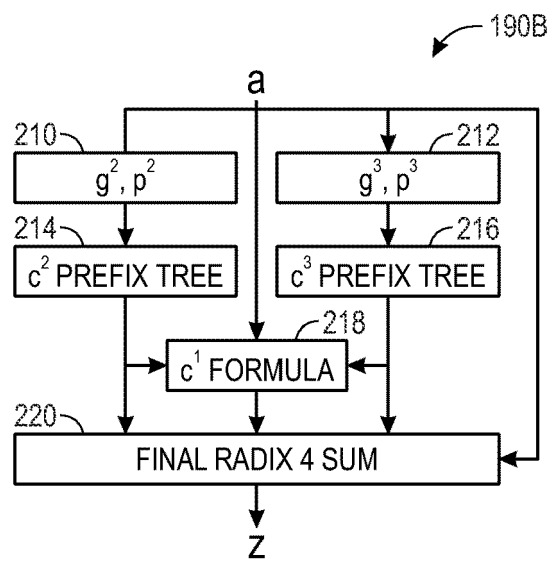 190B
a
210
212
g², p²
g³, p³
214
216
c² PREFIX TREE
c³ PREFIX TREE
218
c¹ FORMULA
220
FINAL RADIX 4 SUM
z